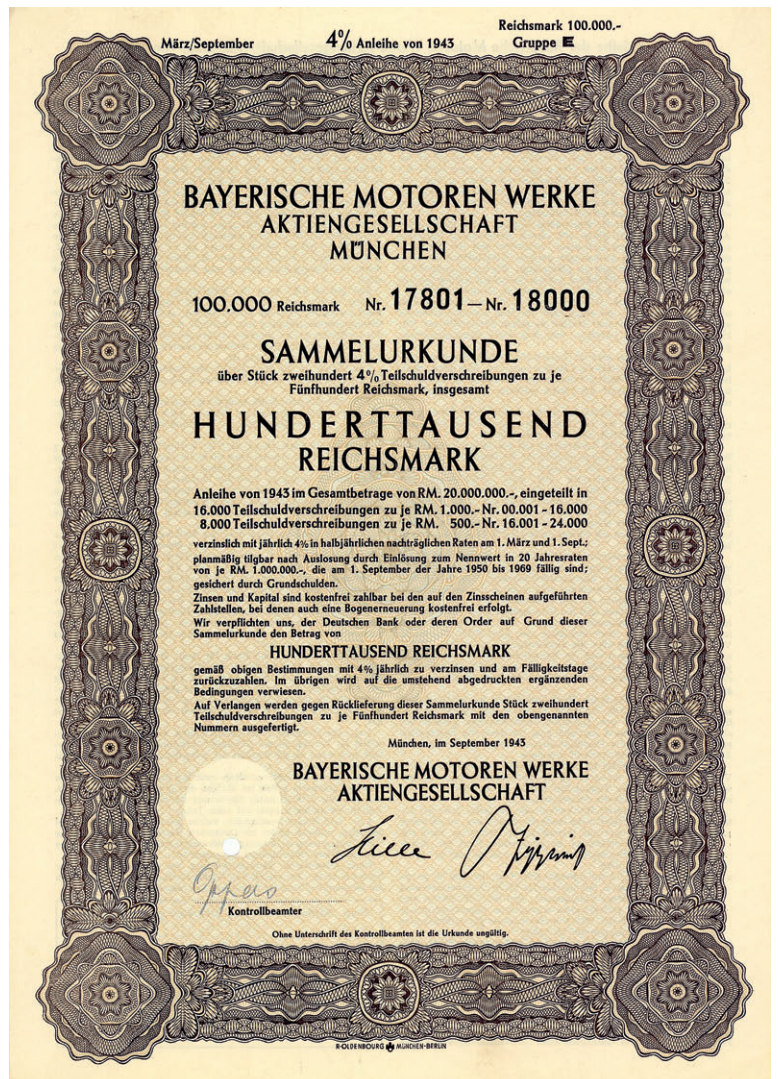 Reichsmark 100.000.-
März/September 4% Anleihe von 1943 Gruppe E
BAYERISCHE MOTOREN WERKE
AKTIENGESELLSCHAFT
MÜNCHEN
100.000 Reichsmark Nr. 17801 — Nr. 18000
SAMMELURKUNDE
über Stück zweihundert 4% Teilschuldverschreibungen zu je
Fünfhundert Reichsmark, insgesamt
HUNDERTTAUSEND
REICHSMARK
Anleihe von 1943 im Gesamtbetrage von RM. 20.000.000.-, eingeteilt in
16.000 Teilschuldverschreibungen zu je RM. 1.000.- Nr. 00.001 - 16.000
8.000 Teilschuldverschreibungen zu je RM. 500.- Nr. 16.001 - 24.000
verzinslich mit jährlich 4% in halbjährlichen nachträglichen Raten am 1. März und 1. Sept.;
planmäßig tilgbar nach Auslosung durch Einlösung zum Nennwert in 20 Jahresraten
von je RM. 1.000.000.-, die am 1. September der Jahre 1950 bis 1969 fällig sind;
gesichert durch Grundschulden.
Zinsen und Kapital sind kostenfrei zahlbar bei den auf den Zinsscheinen aufgeführten
Zahlstellen, bei denen auch eine Bogenerneuerung kostenfrei erfolgt.
Wir verpflichten uns, der Deutschen Bank oder deren Order auf Grund dieser
Sammelurkunde den Betrag von
HUNDERTTAUSEND REICHSMARK
gemäß obigen Bestimmungen mit 4% jährlich zu verzinsen und am Fälligkeitstage
zurückzuzahlen. Im übrigen wird auf die umstehend abgedruckten ergänzenden
Bedingungen verwiesen.
Auf Verlangen werden gegen Rücklieferung dieser Sammelurkunde Stück zweihundert
Teilschuldverschreibungen zu je Fünfhundert Reichsmark mit den obengenannten
Nummern ausgefertigt.
München, im September 1943
BAYERISCHE MOTOREN WERKE
AKTIENGESELLSCHAFT
Kontrollbeamter
Ohne Unterschrift des Kontrollbeamten ist die Urkunde ungültig.
R·OLDENBOURG MÜNCHEN-BERLIN